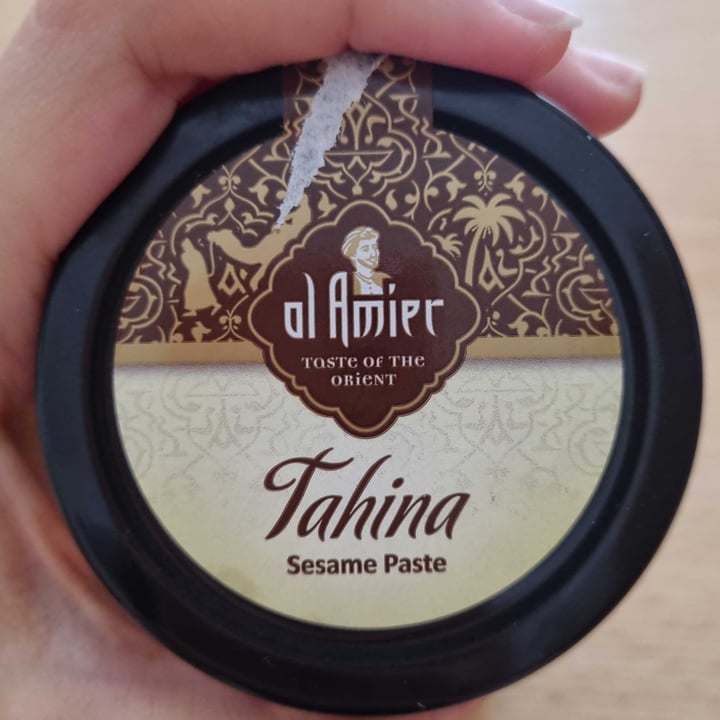 al Amier
TASTE OF THE
ORIENT
Tahina
Sesame Paste